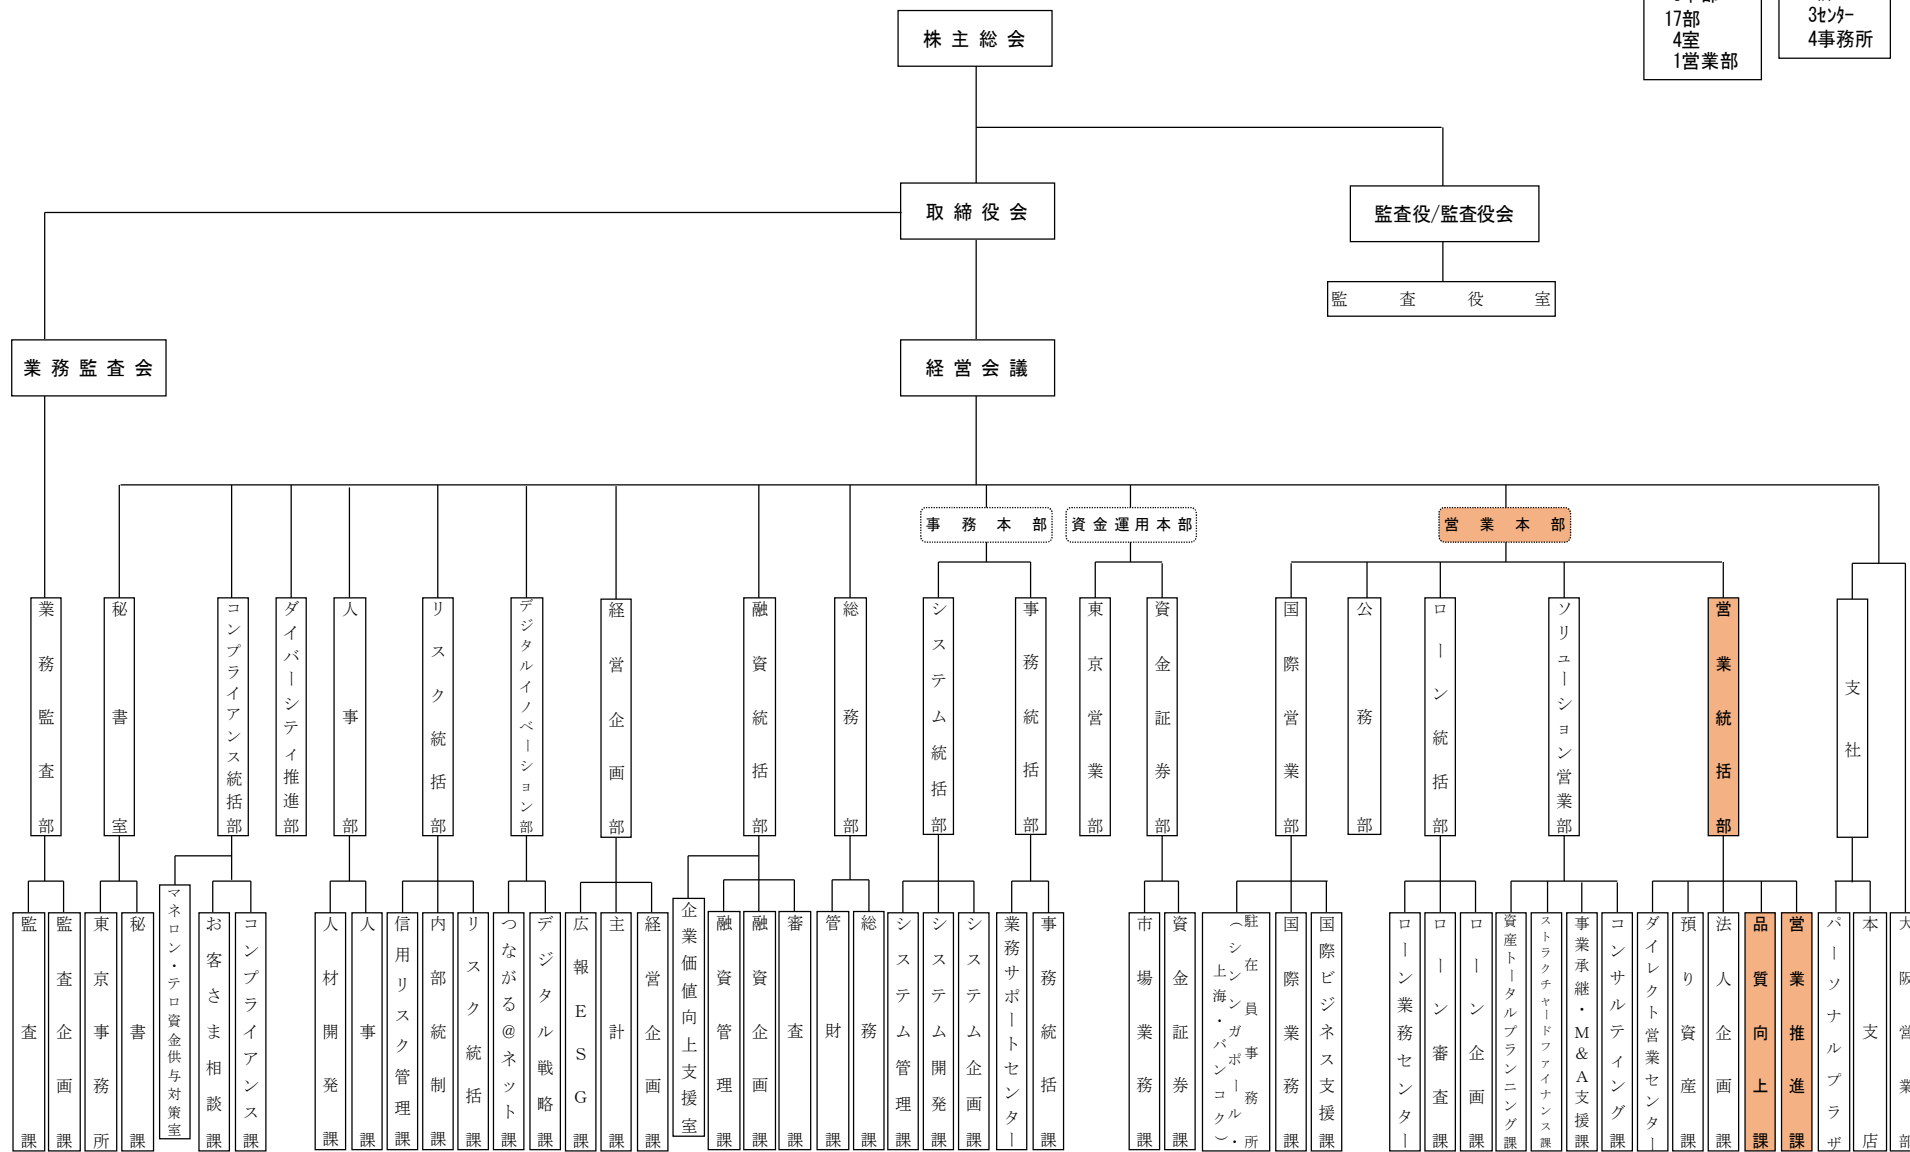 17部
4室
1営業部
3ｾﾝﾀｰ
4事務所
株主総会
取締役会
監査役/監査役会
監査役室
業務監査会
経営会議
事務本部
資金運用本部
営業本部
業務監査部
秘書室
コンプライアンス統括部
ダイバーシティ推進部
人事部
リスク統括部
デジタルイノベーション部
経営企画部
融資統括部
総務部
システム統括部
事務統括部
東京営業部
資金証券部
国際営業部
公務部
ローン統括部
ソリューション営業部
営業統括部
支社
監査課
監査企画課
東京事務所
秘書課
マネロン・テロ資金供与対策室
お客さま相談課
コンプライアンス課
人材開発課
人事課
信用リスク管理課
内部統制課
リスク統括課
つながる@ネット
デジタル戦略課
広報ESG課
主計課
経営企画課
企業価値向上支援室
融資管理課
融資企画課
審査課
管財課
総務課
システム管理課
システム開発課
システム企画課
業務サポートセンター
事務統括課
市場業務課
資金証券課
駐在員事務所
（シンンガポール・
上海・バンコク）
国際業務課
国際ビジネス支援課
ローン業務センター
ローン審査課
ローン企画課
資産トータルプランニング課
ストラクチャードファイナンス課
事業承継・M&A支援課
コンサルティング課
ダイレクト営業センター
預り資産課
法人企画課
品質向上課
営業推進課
パーソナルプラザ
本支店
大阪営業部